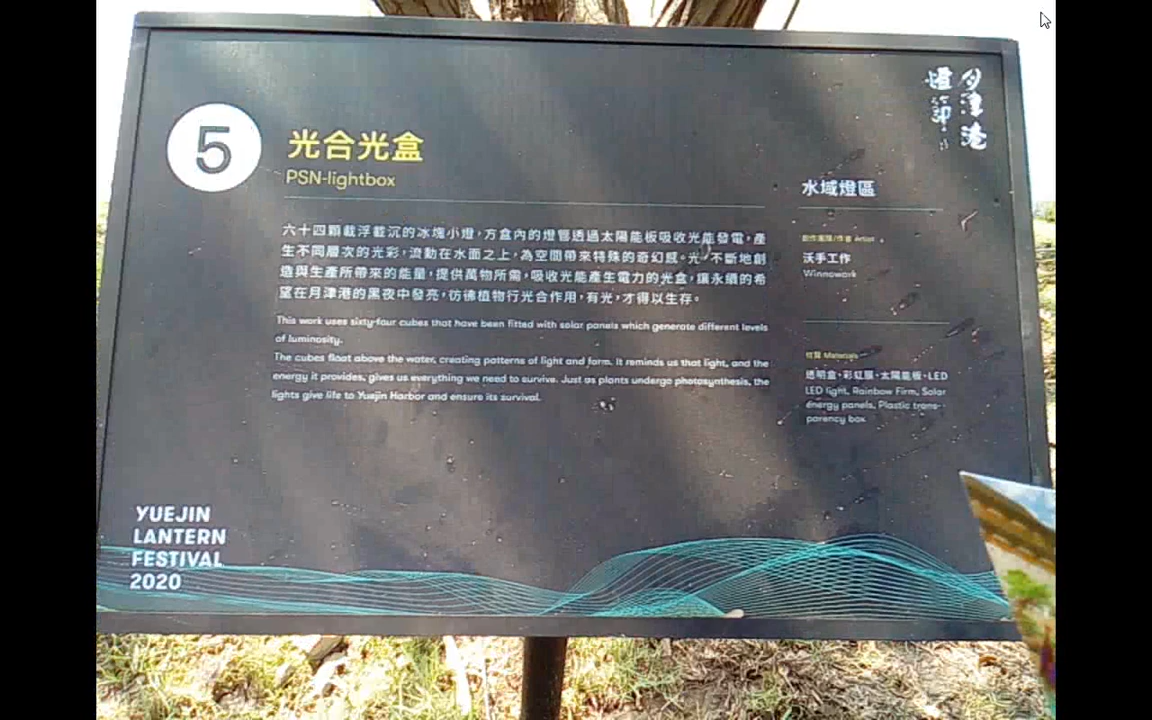 月津港
燈節
5
光合光盒
PSN-lightbox
六十四顆載浮載沉的冰塊小燈，方盒內的燈管透過太陽能板吸收光能發電，產
生不同層次的光彩，流動在水面之上，為空間帶來特殊的奇幻感。光，不斷地創
造與生產所帶來的能量，提供萬物所需，吸收光能產生電力的光盒，讓永續的希
望在月津港的黑夜中發亮，彷彿植物行光合作用，有光，才得以生存。
This work uses sixty-four cubes that have been fitted with solar panels which generate different levels
of luminosity.
The cubes float above the water, creating patterns of light and form. It reminds us that light, and the
energy it provides, gives us everything we need to survive. Just as plants undergo photosynthesis, the
lights give life to Yuejin Harbor and ensure its survival.
水域燈區
創作團隊/作者 Artist
沃手工作
Winnowork
材質 Materials
透明盒、彩虹膜、太陽能板、LED
LED light, Rainbow Firm, Solar
energy panels, Plastic trans-
parency box
YUEJIN
LANTERN
FESTIVAL
2020